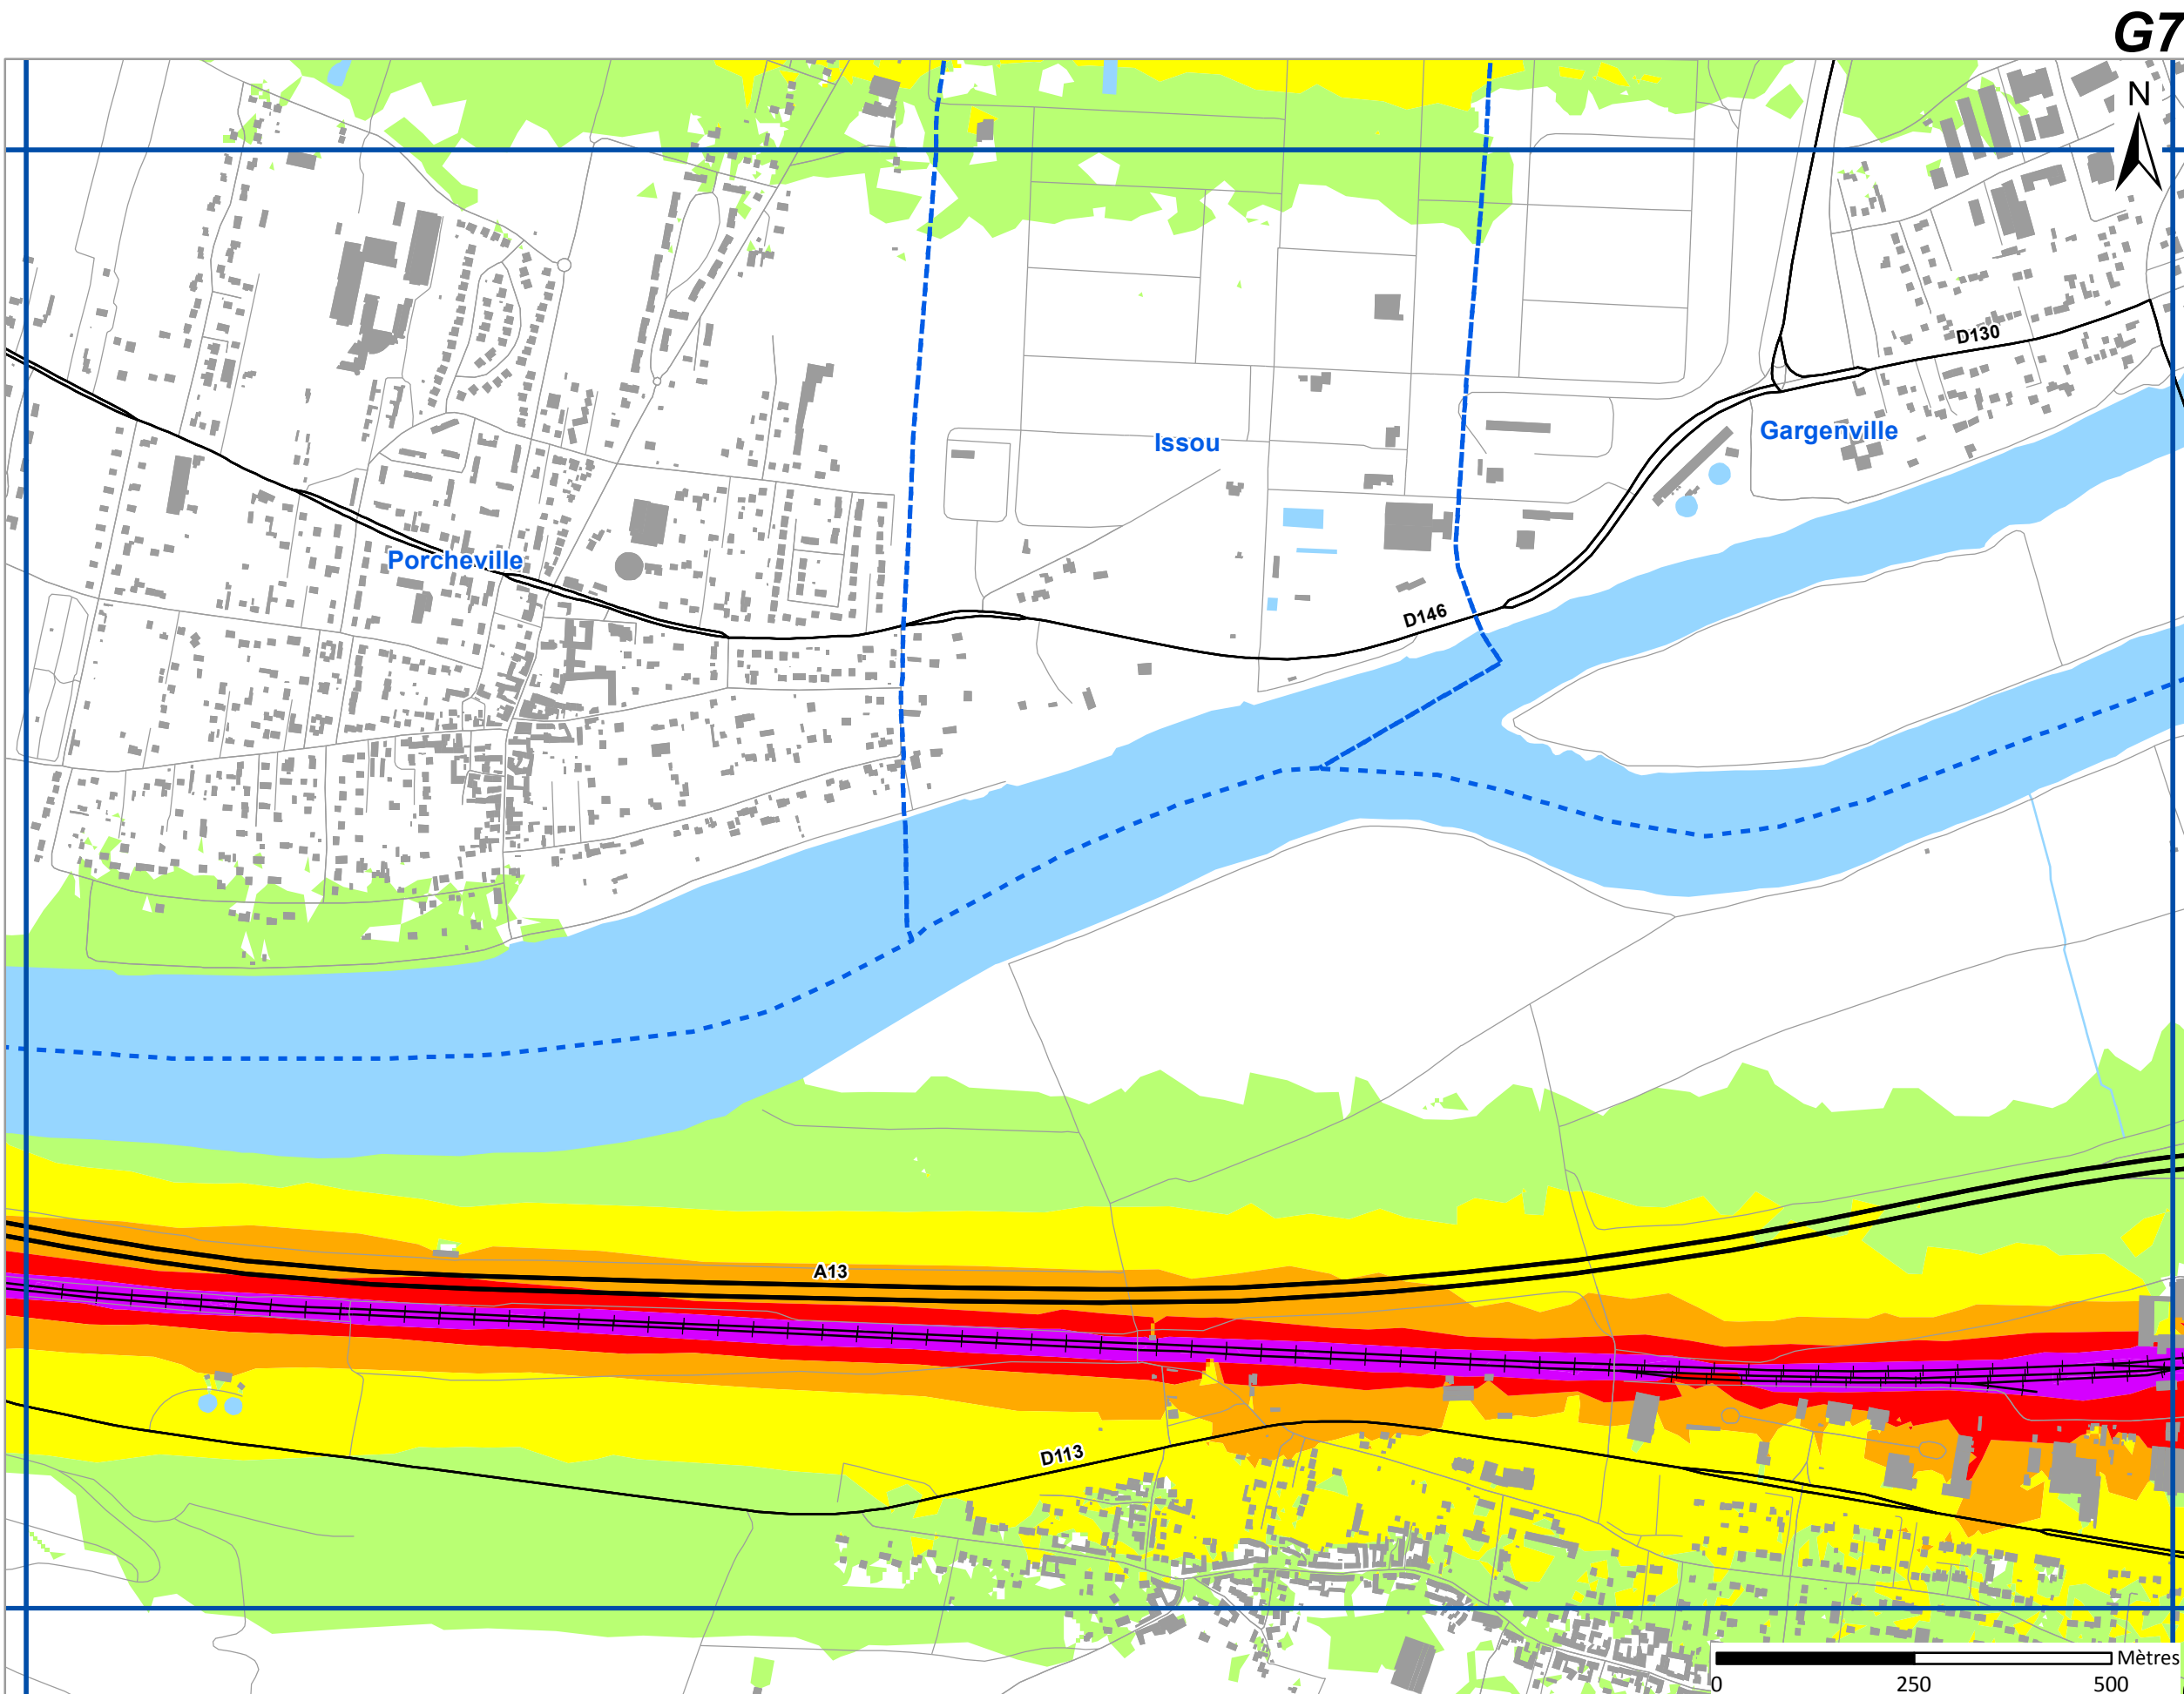 G7
N
D130
Gargenville
Issou
Porcheville
D146
A13
D113
Mètres
0 250 500